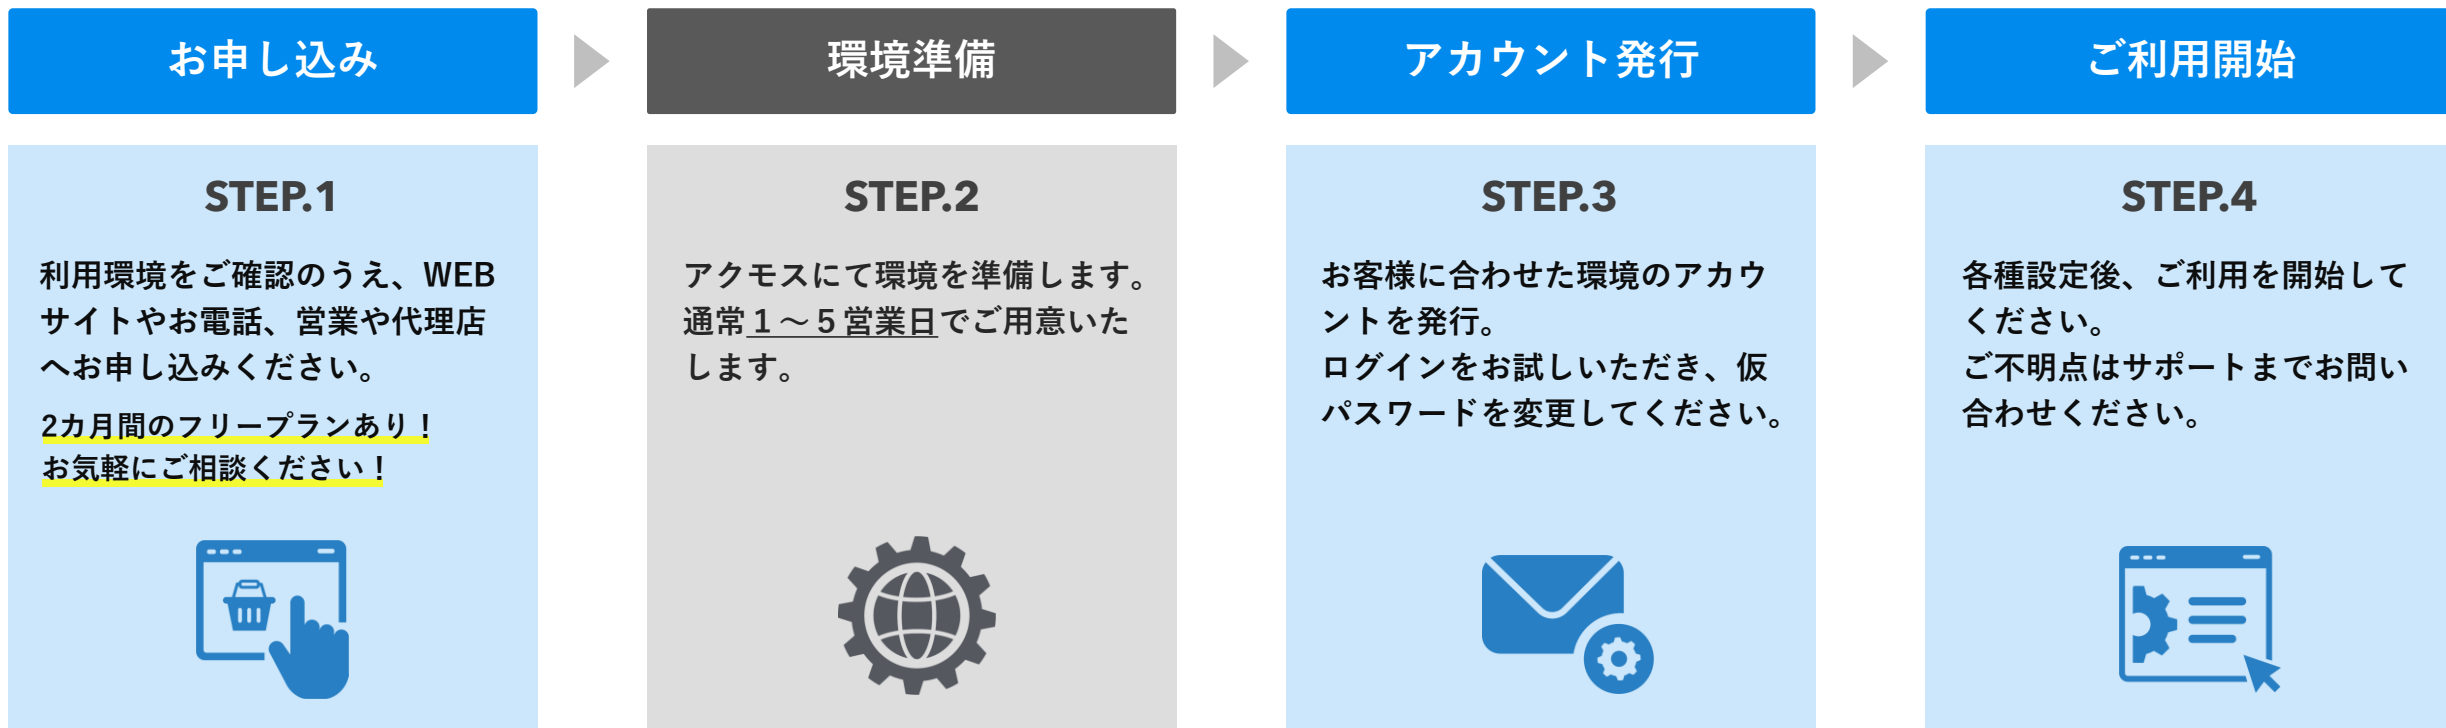 お申し込み
環境準備
アカウント発行
ご利用開始
STEP.1
利用環境をご確認のうえ、WEB
サイトやお電話、営業や代理店
へお申し込みください。
2カ月間のフリープランあり！
お気軽にご相談ください！
STEP.2
アクモスにて環境を準備します。
通常１～５営業日でご用意いた
します。
STEP.3
お客様に合わせた環境のアカウ
ントを発行。
ログインをお試しいただき、仮
パスワードを変更してください。
STEP.4
各種設定後、ご利用を開始して
ください。
ご不明点はサポートまでお問い
合わせください。